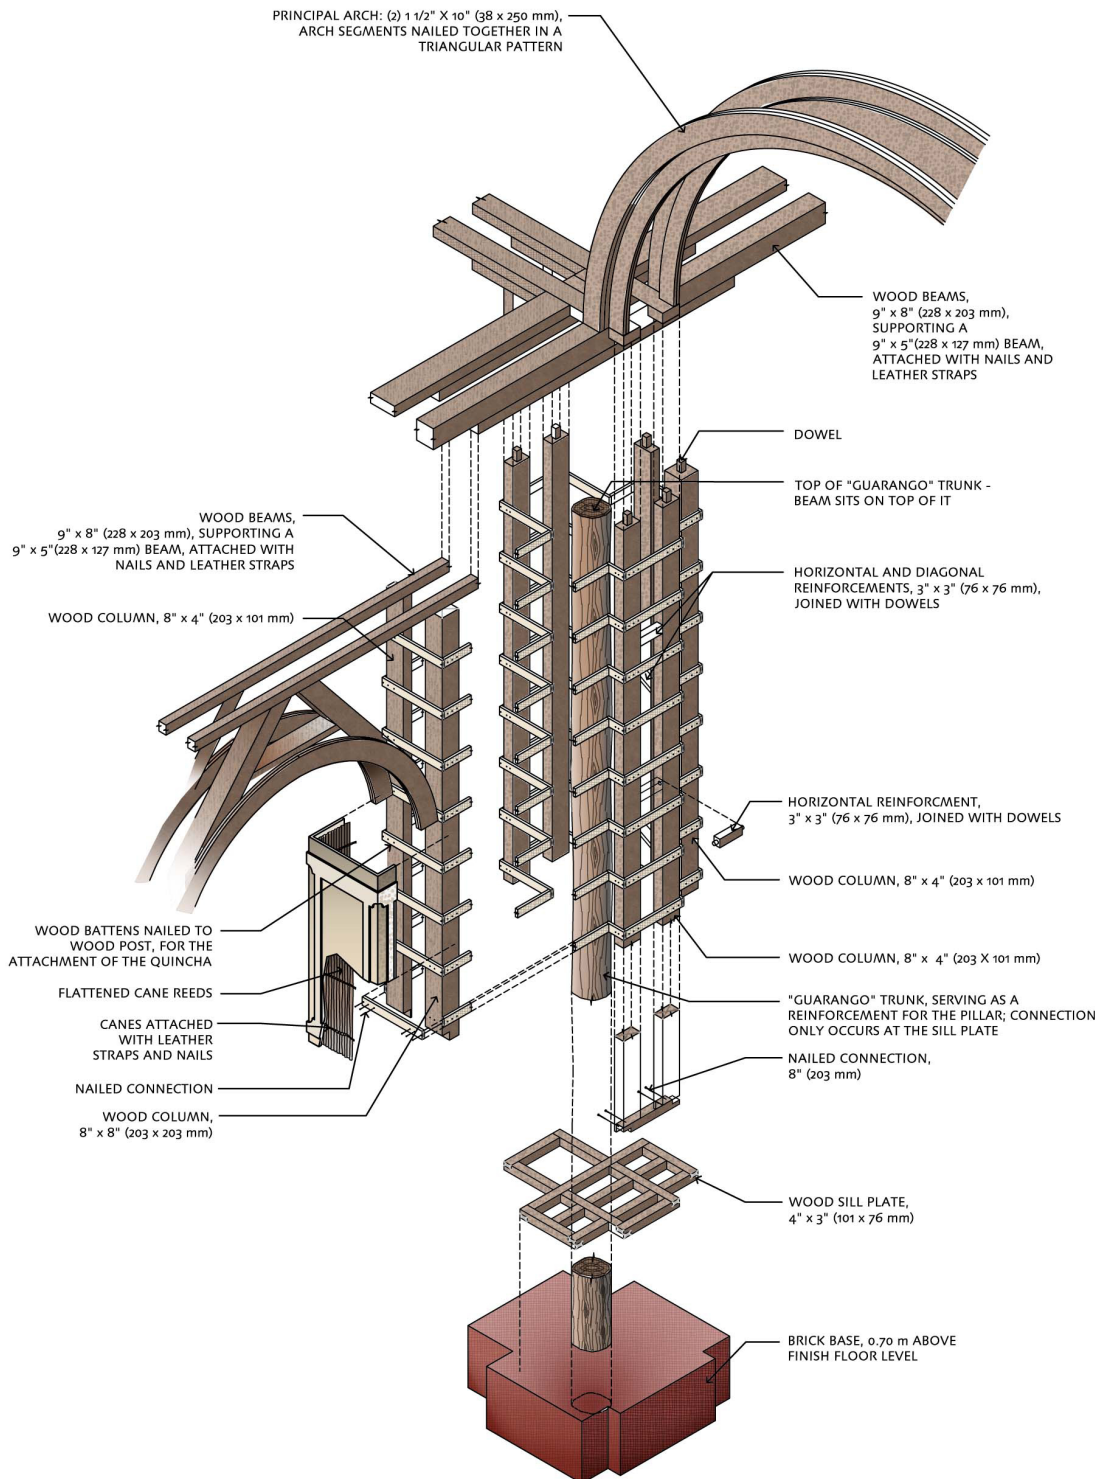 PRINCIPAL ARCH: (2) 1 1/2" X 10" (38 x 250 mm),
ARCH SEGMENTS NAILED TOGETHER IN A
TRIANGULAR PATTERN
WOOD BEAMS,
9" x 8" (228 x 203 mm),
SUPPORTING A
9" x 5"(228 x 127 mm) BEAM,
ATTACHED WITH NAILS AND
LEATHER STRAPS
DOWEL
TOP OF "GUARANGO" TRUNK -
BEAM SITS ON TOP OF IT
WOOD BEAMS,
9" x 8" (228 x 203 mm), SUPPORTING A
9" x 5"(228 x 127 mm) BEAM, ATTACHED WITH
NAILS AND LEATHER STRAPS
HORIZONTAL AND DIAGONAL
REINFORCEMENTS, 3" x 3" (76 x 76 mm),
JOINED WITH DOWELS
WOOD COLUMN, 8" x 4" (203 x 101 mm)
HORIZONTAL REINFORCMENT,
3" x 3" (76 x 76 mm), JOINED WITH DOWELS
WOOD COLUMN, 8" x 4" (203 x 101 mm)
WOOD BATTENS NAILED TO
WOOD POST, FOR THE
ATTACHMENT OF THE QUINCHA
WOOD COLUMN, 8" x 4" (203 X 101 mm)
FLATTENED CANE REEDS
"GUARANGO" TRUNK, SERVING AS A
REINFORCEMENT FOR THE PILLAR; CONNECTION
ONLY OCCURS AT THE SILL PLATE
CANES ATTACHED
WITH LEATHER
STRAPS AND NAILS
NAILED CONNECTION,
8" (203 mm)
NAILED CONNECTION
WOOD COLUMN,
8" x 8" (203 x 203 mm)
WOOD SILL PLATE,
4" x 3" (101 x 76 mm)
BRICK BASE, 0.70 m ABOVE
FINISH FLOOR LEVEL